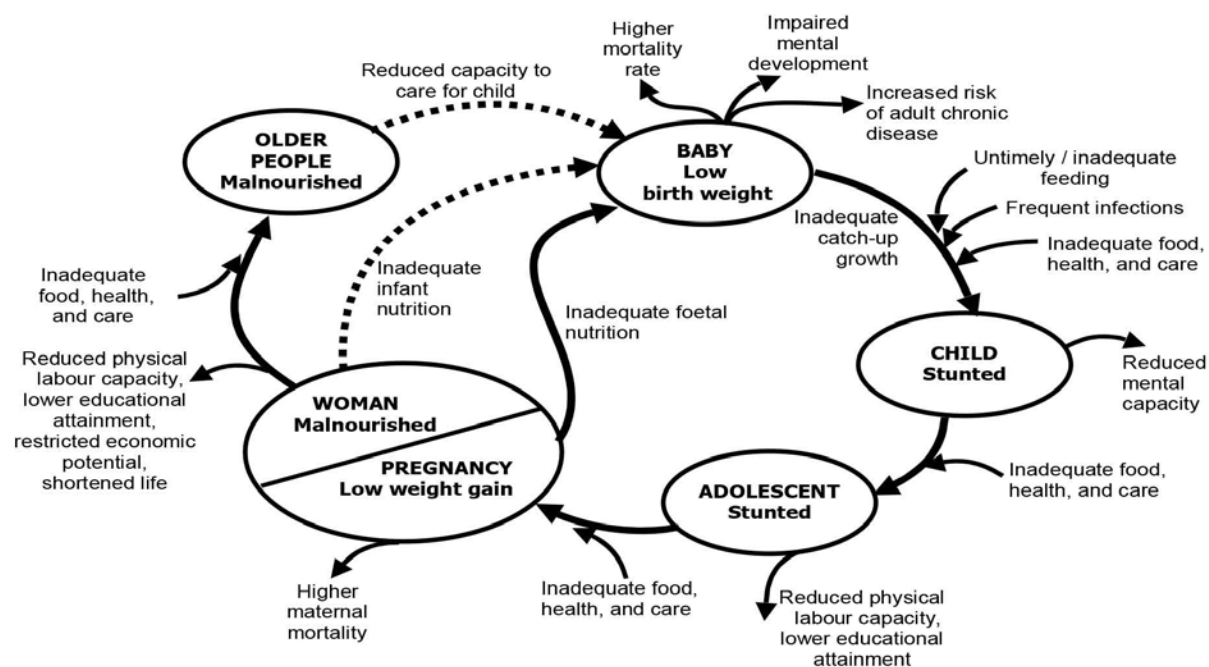 Higher
mortality
rate
Impaired
mental
development
Increased risk
of adult chronic
disease
Reduced capacity to
care for child
OLDER
PEOPLE
Malnourished
BABY
Low
birth weight
Untimely / inadequate
feeding
Frequent infections
Inadequate food,
health, and care
Inadequate
catch-up
growth
Inadequate
food, health,
and care
Inadequate
infant
nutrition
Inadequate foetal
nutrition
CHILD
Stunted
Reduced
mental
capacity
Reduced physical
labour capacity,
lower educational
attainment,
restricted economic
potential,
shortened life
WOMAN
Malnourished
PREGNANCY
Low weight gain
ADOLESCENT
Stunted
Inadequate food,
health, and care
Higher
maternal
mortality
Inadequate food,
health, and care
Reduced physical
labour capacity,
lower educational
attainment